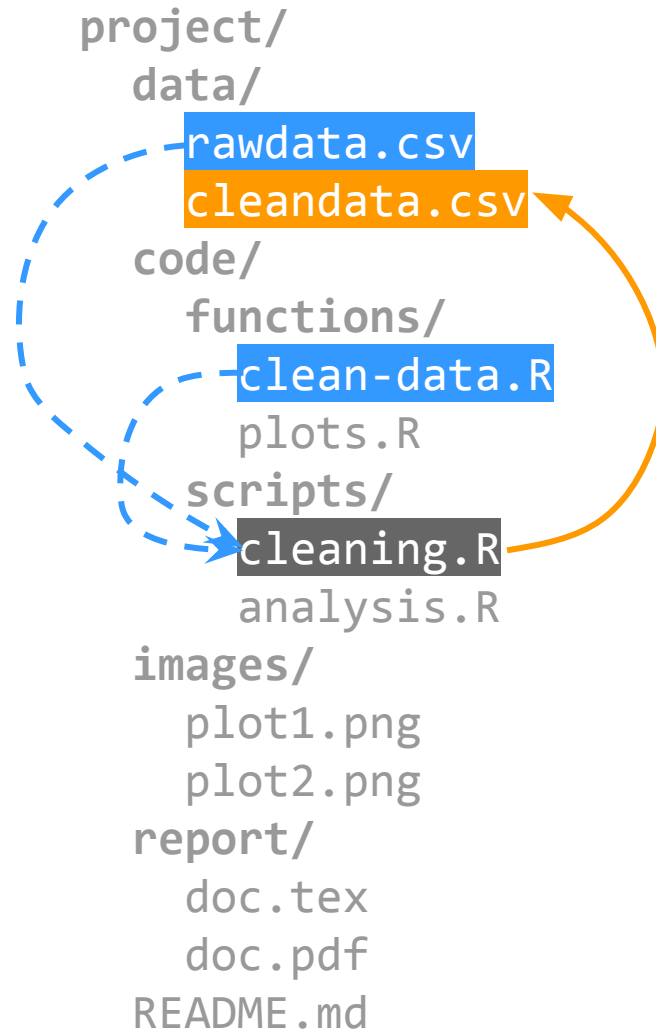 project/
data/
rawdata.csv
cleandata.csv
code/
functions/
clean-data.R
plots.R
scripts/
cleaning.R
analysis.R
images/
plot1.png
plot2.png
report/
doc.tex
doc.pdf
README.md